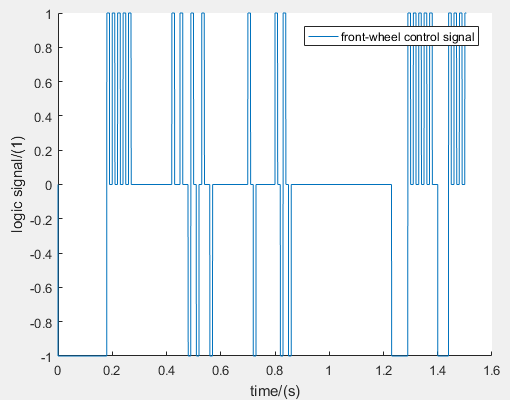 front-wheel control signal
1
0.8
0.6
0.4
0.2
0
-0.2
-0.4
-0.6
-0.8
-1
logic signal/(1)
0 0.2 0.4 0.6 0.8 1 1.2 1.4 1.6
time/(s)